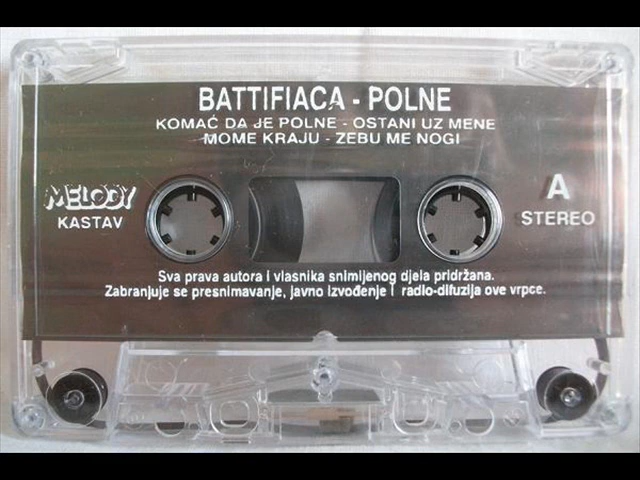 BATTIFIACA - POLNE
KOMAĆ DA JE POLNE - OSTANI UZ MENE
MOME KRAJU - ZEBU ME NOGI
MELODY
KASTAV
A
STEREO
Sva prava autora i vlasnika snimljenog djela pridržana.
Zabranjuje se presnimavanje, javno izvođenje i radio-difuzija ove vrpce.